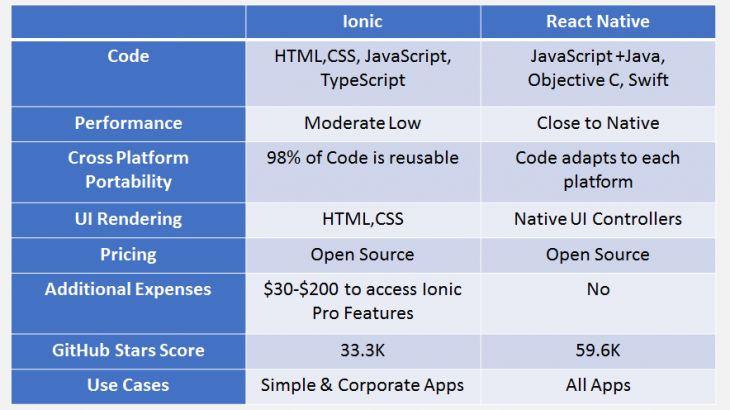 Ionic React Native
Code HTML,CSS, JavaScript, JavaScript +Java,
TypeScript Objective C, Swift
Performance Moderate Low Close to Native
Cross Platform 98% of Code is reusable Code adapts to each
Portability platform
UI Rendering HTML,CSS Native UI Controllers
Pricing Open Source Open Source
Additional Expenses $30-$200 to access Ionic No
Pro Features
GitHub Stars Score 33.3K 59.6K
Use Cases Simple & Corporate Apps All Apps